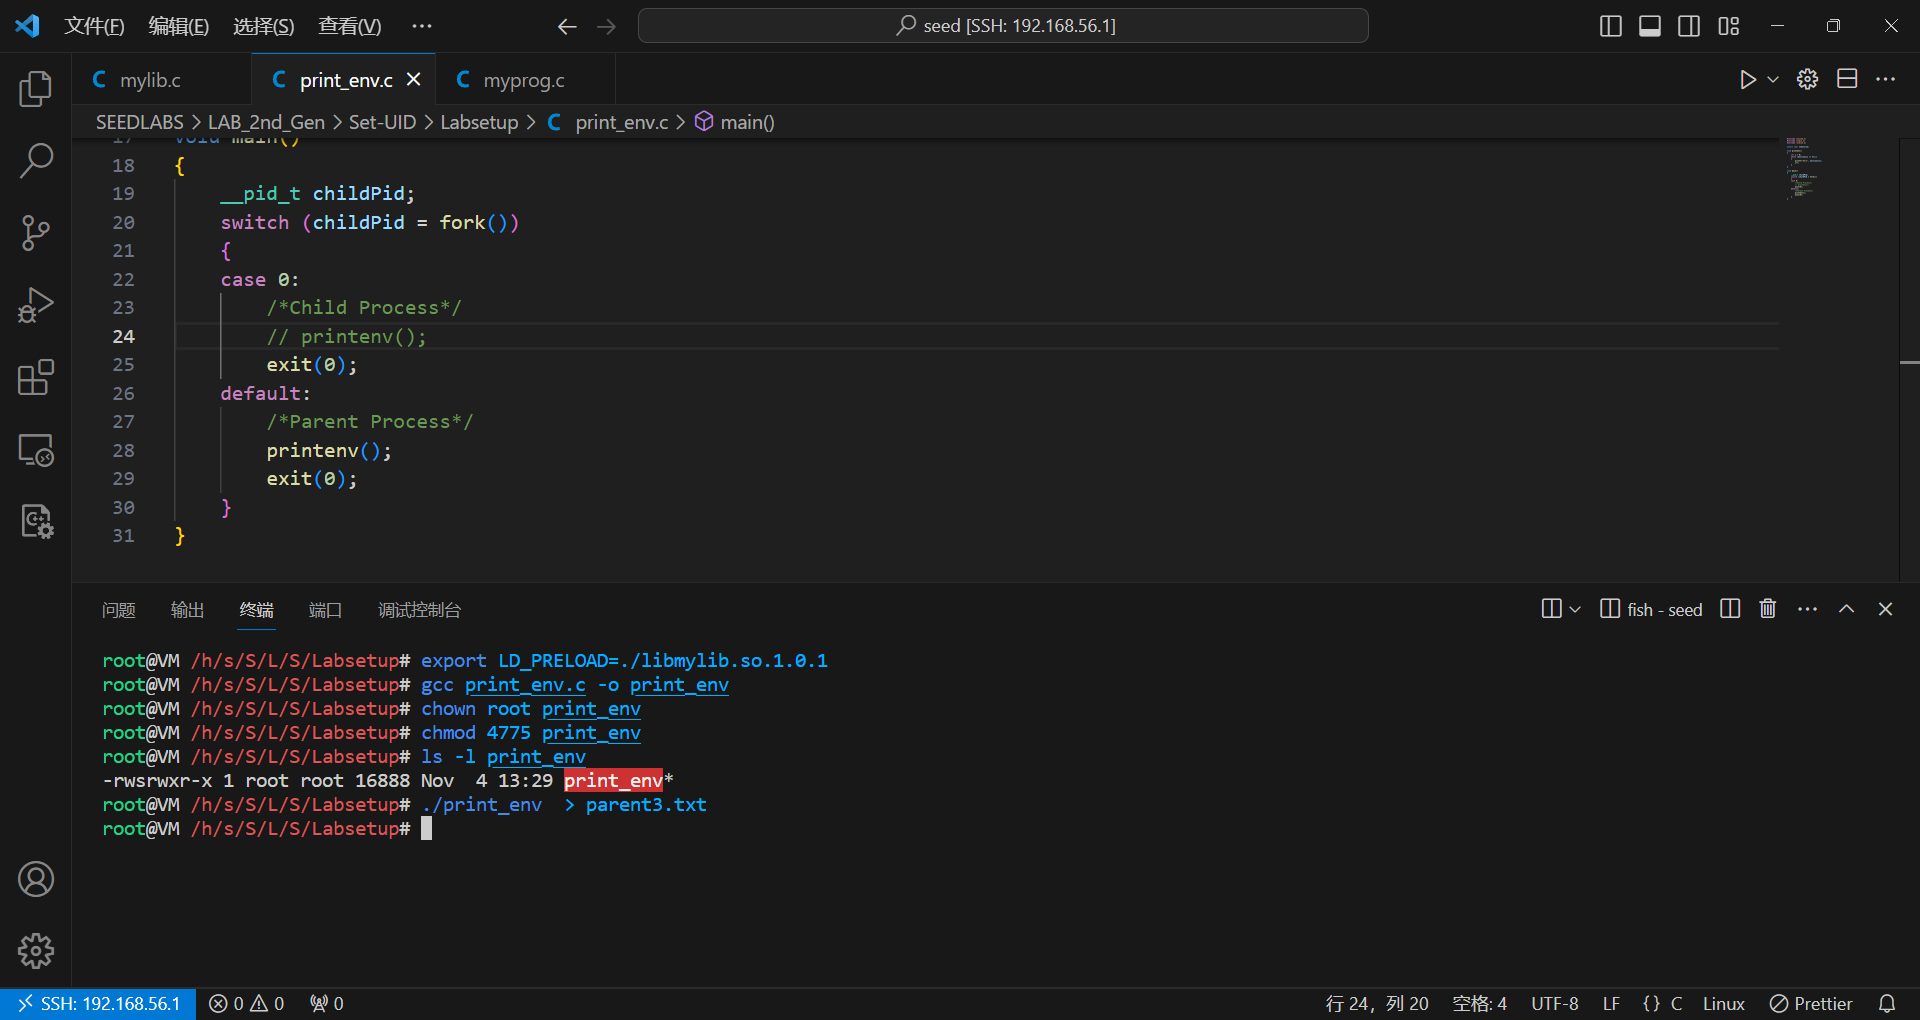 文件(F) 编辑(E) 选择(S) 查看(V) ··· seed [SSH: 192.168.56.1]
mylib.c print_env.c myprog.c
SEEDLABS > LAB_2nd_Gen > Set-UID > Labsetup > C print_env.c > main()
17 void main()
18 {
19 __pid_t childPid;
20 switch (childPid = fork())
21 {
22 case 0:
23 /*Child Process*/
24 // printenv();
25 exit(0);
26 default:
27 /*Parent Process*/
28 printenv();
29 exit(0);
30 }
31 }
问题 输出 终端 端口 调试控制台 fish - seed
root@VM /h/s/S/L/S/Labsetup# export LD_PRELOAD=./libmylib.so.1.0.1
root@VM /h/s/S/L/S/Labsetup# gcc print_env.c -o print_env
root@VM /h/s/S/L/S/Labsetup# chown root print_env
root@VM /h/s/S/L/S/Labsetup# chmod 4775 print_env
root@VM /h/s/S/L/S/Labsetup# ls -l print_env
-rwsrwxr-x 1 root root 16888 Nov  4 13:29 print_env*
root@VM /h/s/S/L/S/Labsetup# ./print_env  > parent3.txt
root@VM /h/s/S/L/S/Labsetup#
SSH: 192.168.56.1 0 0 0 行 24, 列 20 空格: 4 UTF-8 LF {} C Linux Prettier